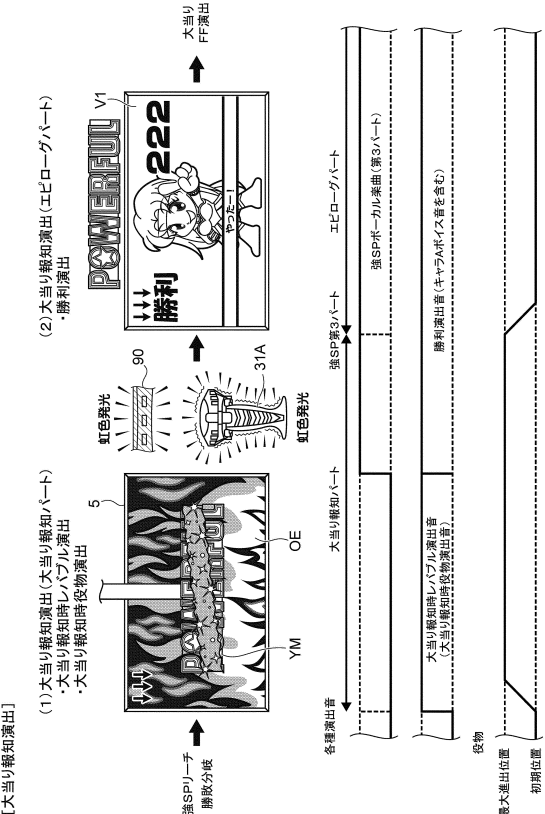 [大当り報知演出]
(1)大当り報知演出(大当り報知パート)
・大当り報知時レバブル演出
・大当り報知時役物演出
強SPリーチ
勝敗分岐
5
YM
OE
虹色発光
90
31A
虹色発光
(2)大当り報知演出(エピローグパート)
・勝利演出
POWERFUL
V1
↓↓↓
勝利
222
やったー!
大当り
FF演出
各種演出音
大当り報知パート
強SP第3パート
エピローグパート
強SPボーカル楽曲(第3パート)
大当り報知時レバブル演出音
(大当り報知時役物演出音)
勝利演出音(キャラAボイス音を含む)
役物
最大進出位置
初期位置